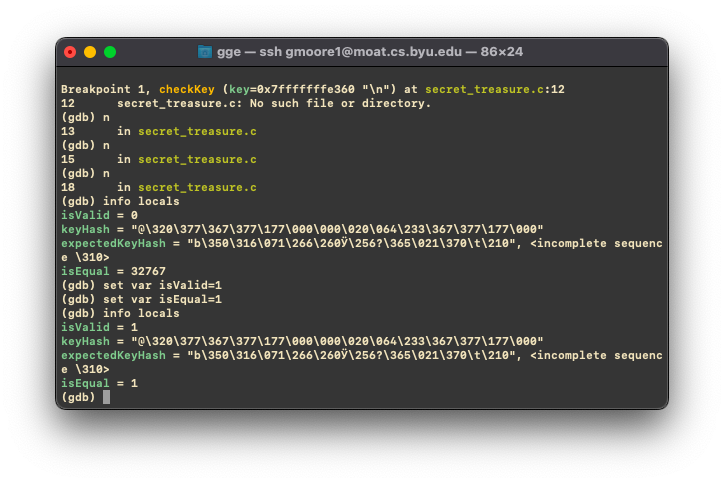 gge — ssh gmoore1@moat.cs.byu.edu — 86×24
Breakpoint 1, checkKey (key=0x7fffffffe360 "\n") at secret_treasure.c:12
12      secret_treasure.c: No such file or directory.
(gdb) n
13      in secret_treasure.c
(gdb) n
15      in secret_treasure.c
(gdb) n
18      in secret_treasure.c
(gdb) info locals
isValid = 0
keyHash = "@\320\377\367\377\177\000\000\020\064\233\367\377\177\000"
expectedKeyHash = "b\350\316\071\266\260Ӱ\256?\365\021\370\t\210", <incomplete sequenc
e \310>
isEqual = 32767
(gdb) set var isValid=1
(gdb) set var isEqual=1
(gdb) info locals
isValid = 1
keyHash = "@\320\377\367\377\177\000\000\020\064\233\367\377\177\000"
expectedKeyHash = "b\350\316\071\266\260Ӱ\256?\365\021\370\t\210", <incomplete sequenc
e \310>
isEqual = 1
(gdb)